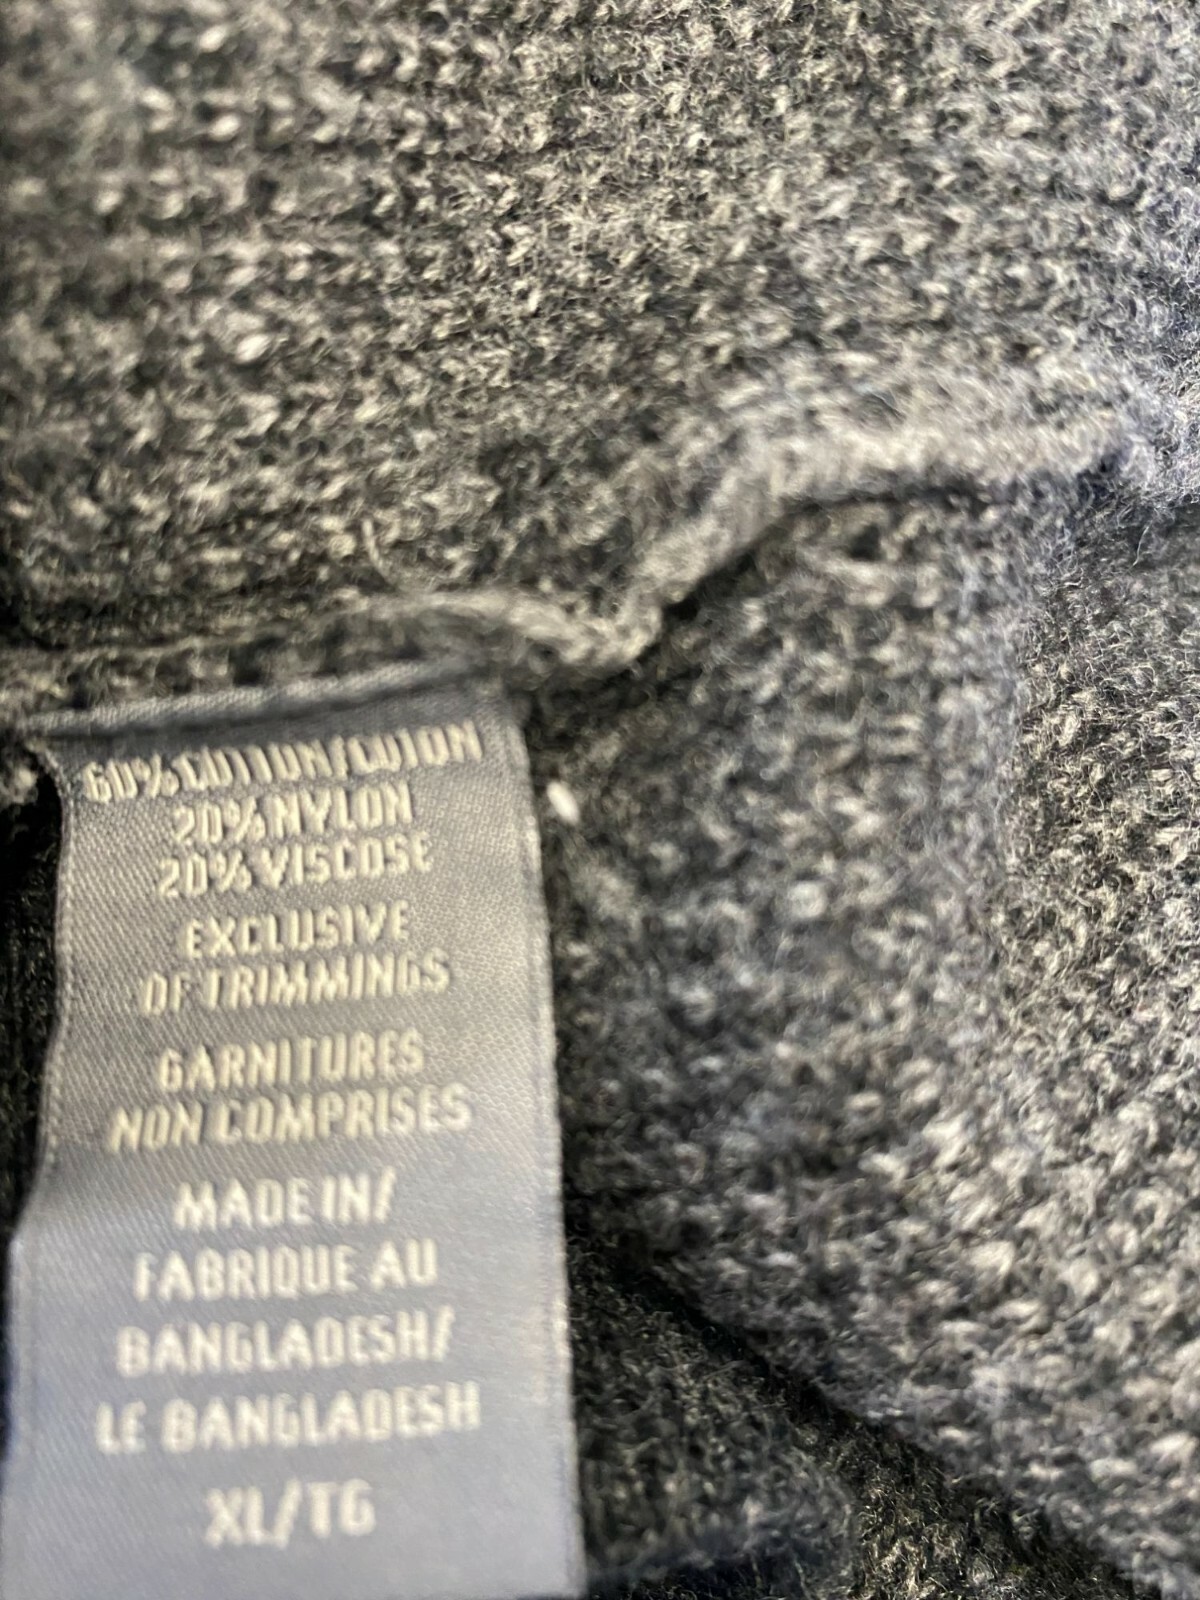 60% COTTON/COTON
20% NYLON
20% VISCOSE
EXCLUSIVE
OF TRIMMINGS
GARNITURES
NON COMPRISES
MADE IN/
FABRIQUE AU
BANGLADESH/
LE BANGLADESH
XL/TG